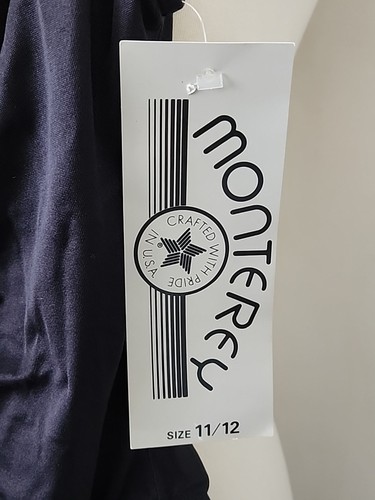 MONTEREY
CRAFTED WITH PRIDE IN USA
®
SIZE 11/12